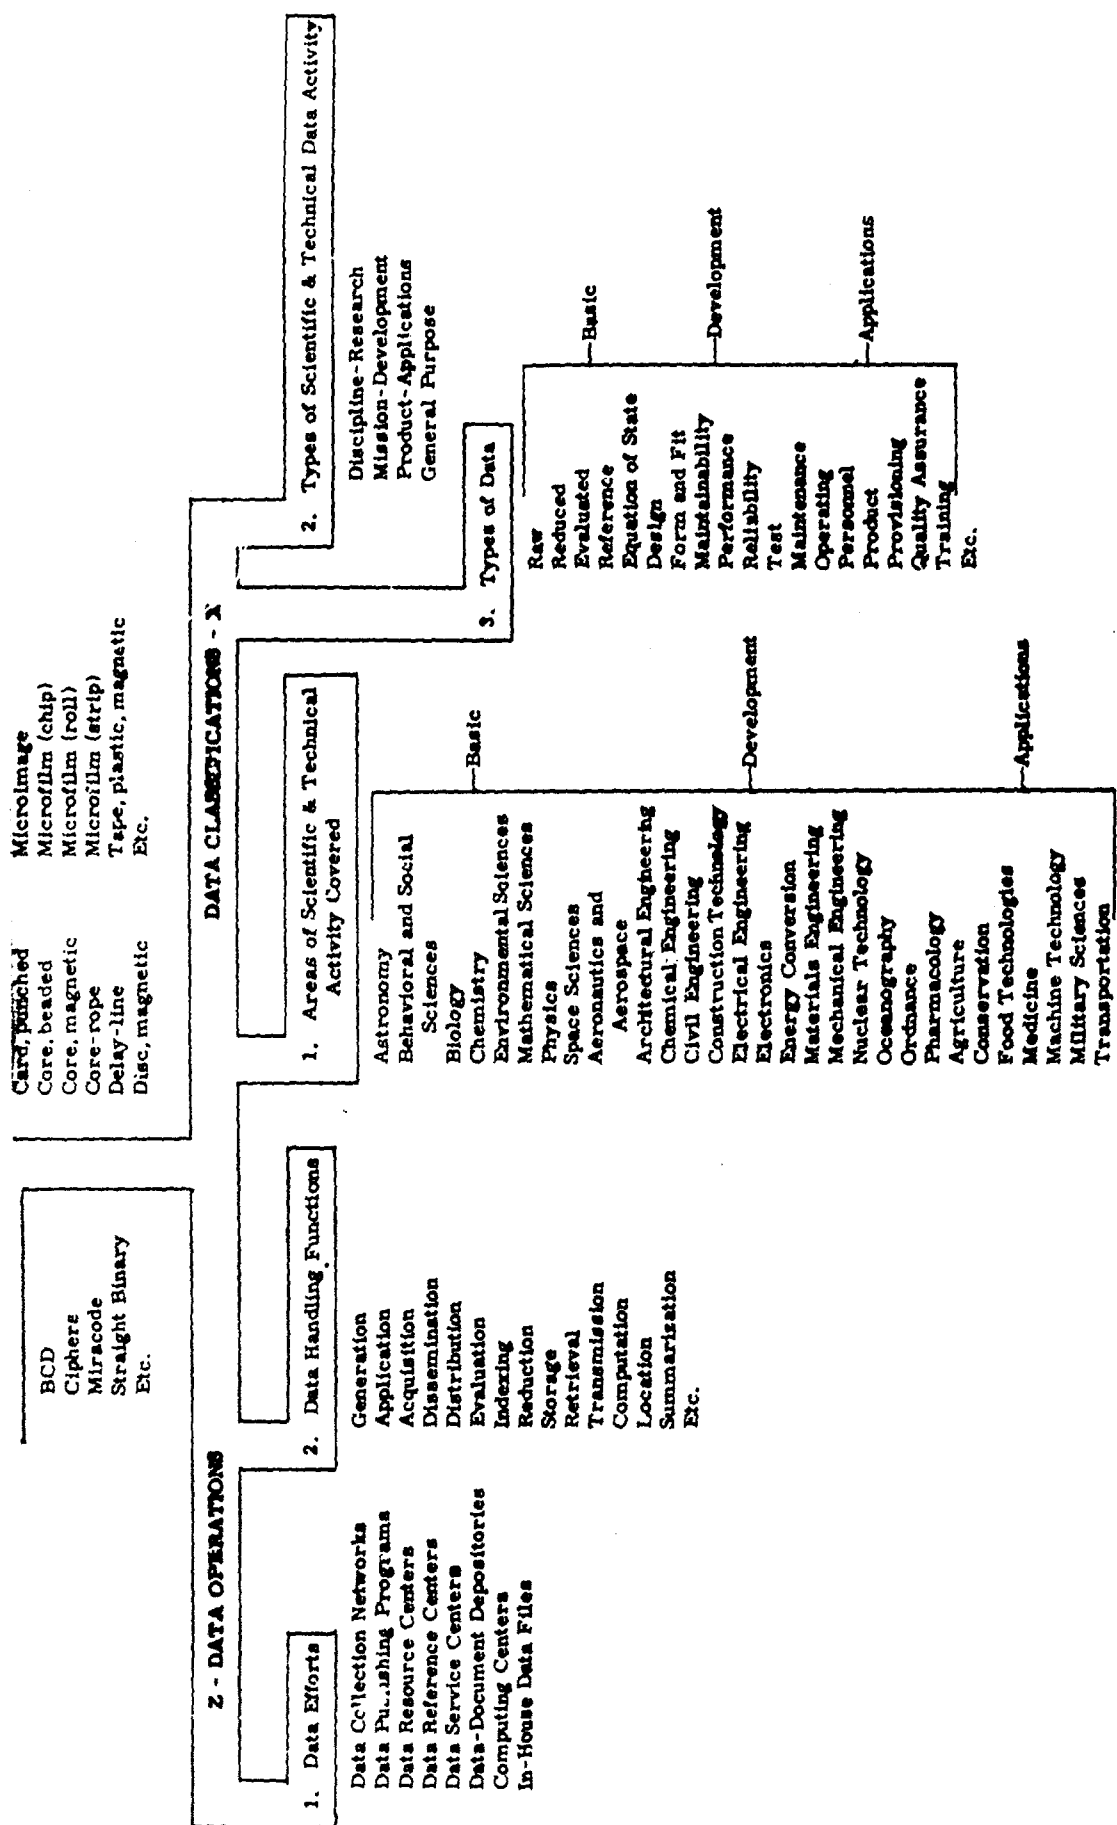 BCD
Ciphers
Miracode
Straight Binary
Etc.
Card, punched
Core, beaded
Core, magnetic
Core-rope
Delay-line
Disc, magnetic
Microimage
Microfilm (chip)
Microfilm (roll)
Microfilm (strip)
Tape, plastic, magnetic
Etc.
Z - DATA OPERATIONS
DATA CLASSIFICATIONS - X
1. Data Efforts
Data Collection Networks
Data Programs
Data Resource Centers
Data Reference Centers
Data Service Centers
Data-Document Depositories
Computing Centers
In-House Data Files
2. Data Handling Functions
Generation
Application
Acquisition
Dissemination
Distribution
Evaluation
Indexing
Reduction
Storage
Retrieval
Transmission
Computation
Location
Summarization
Etc.
1. Areas of Scientific & Technical
Activity Covered
Astronomy
Behavioral and Social
Sciences
Biology
Chemistry
Environmental Sciences
Mathematical Sciences
Physics
Space Sciences
Aeronautics and
Aerospace
Architectural Engineering
Chemical Engineering
Civil Engineering
Construction Technology
Electrical Engineering
Electronics
Energy Conversion
Materials Engineering
Mechanical Engineering
Nuclear Technology
Oceanography
Ordnance
Pharmacology
Agriculture
Conservation
Food Technologies
Medicine
Machine Technology
Military Sciences
Transportation
Basic
Development
Applications
3. Types of Data
Raw
Reduced
Evaluated
Reference
Equation of State
Design
Form and Fit
Maintainability
Performance
Reliability
Test
Maintenance
Operating
Personnel
Product
Provisioning
Quality Assurance
Training
Etc.
Basic
Development
Applications
2. Types of Scientific & Technical Data Activity
Discipline-Research
Mission-Development
Product-Applications
General Purpose